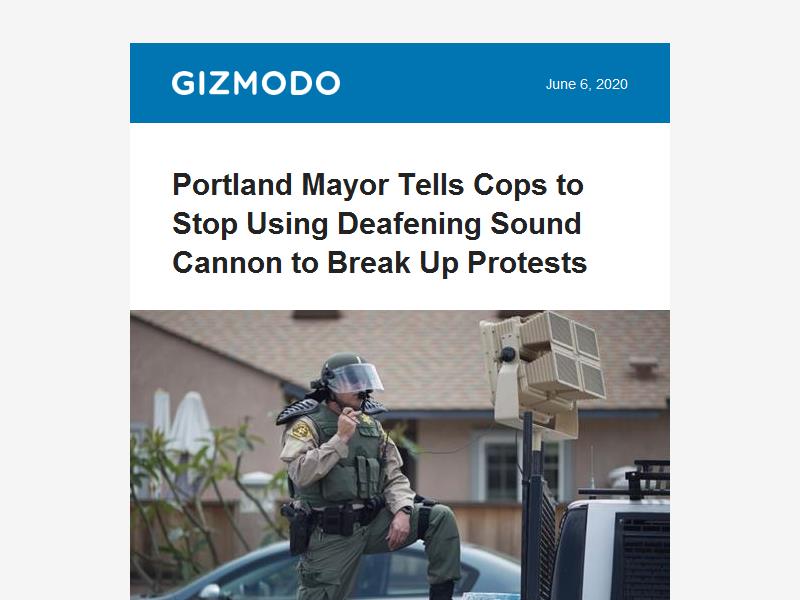 GIZMODO
June 6, 2020
Portland Mayor Tells Cops to
Stop Using Deafening Sound
Cannon to Break Up Protests